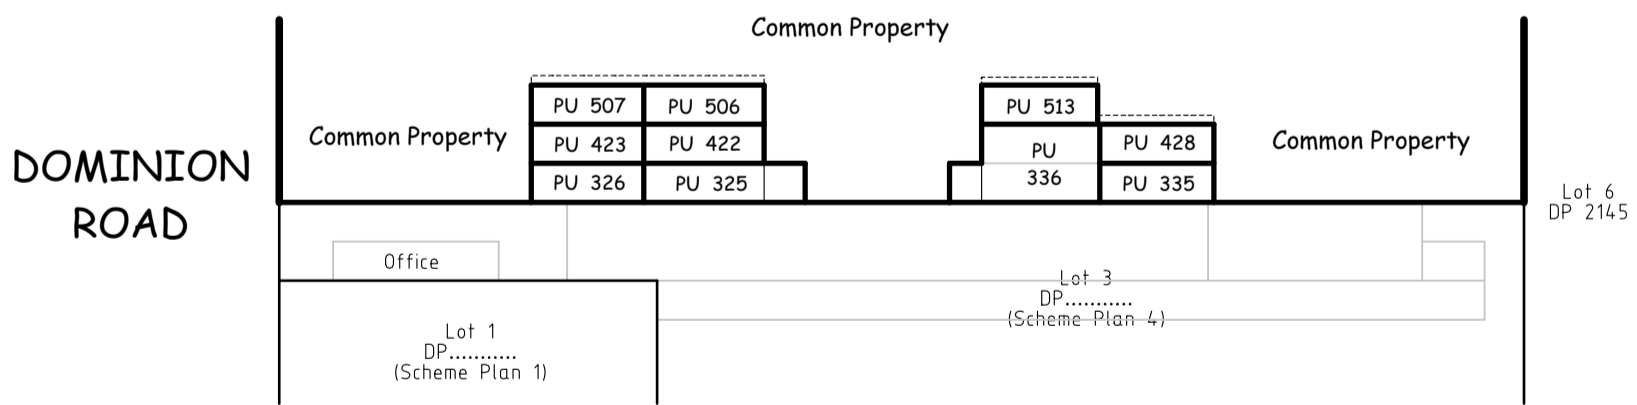 Common Property
PU 507
PU 506
PU 513
Common Property
PU 423
PU 422
PU
336
PU 428
Common Property
DOMINION
ROAD
PU 326
PU 325
PU 335
Lot 6
DP 2145
Office
Lot 3
DP...........
(Scheme Plan 4)
Lot 1
DP...........
(Scheme Plan 1)